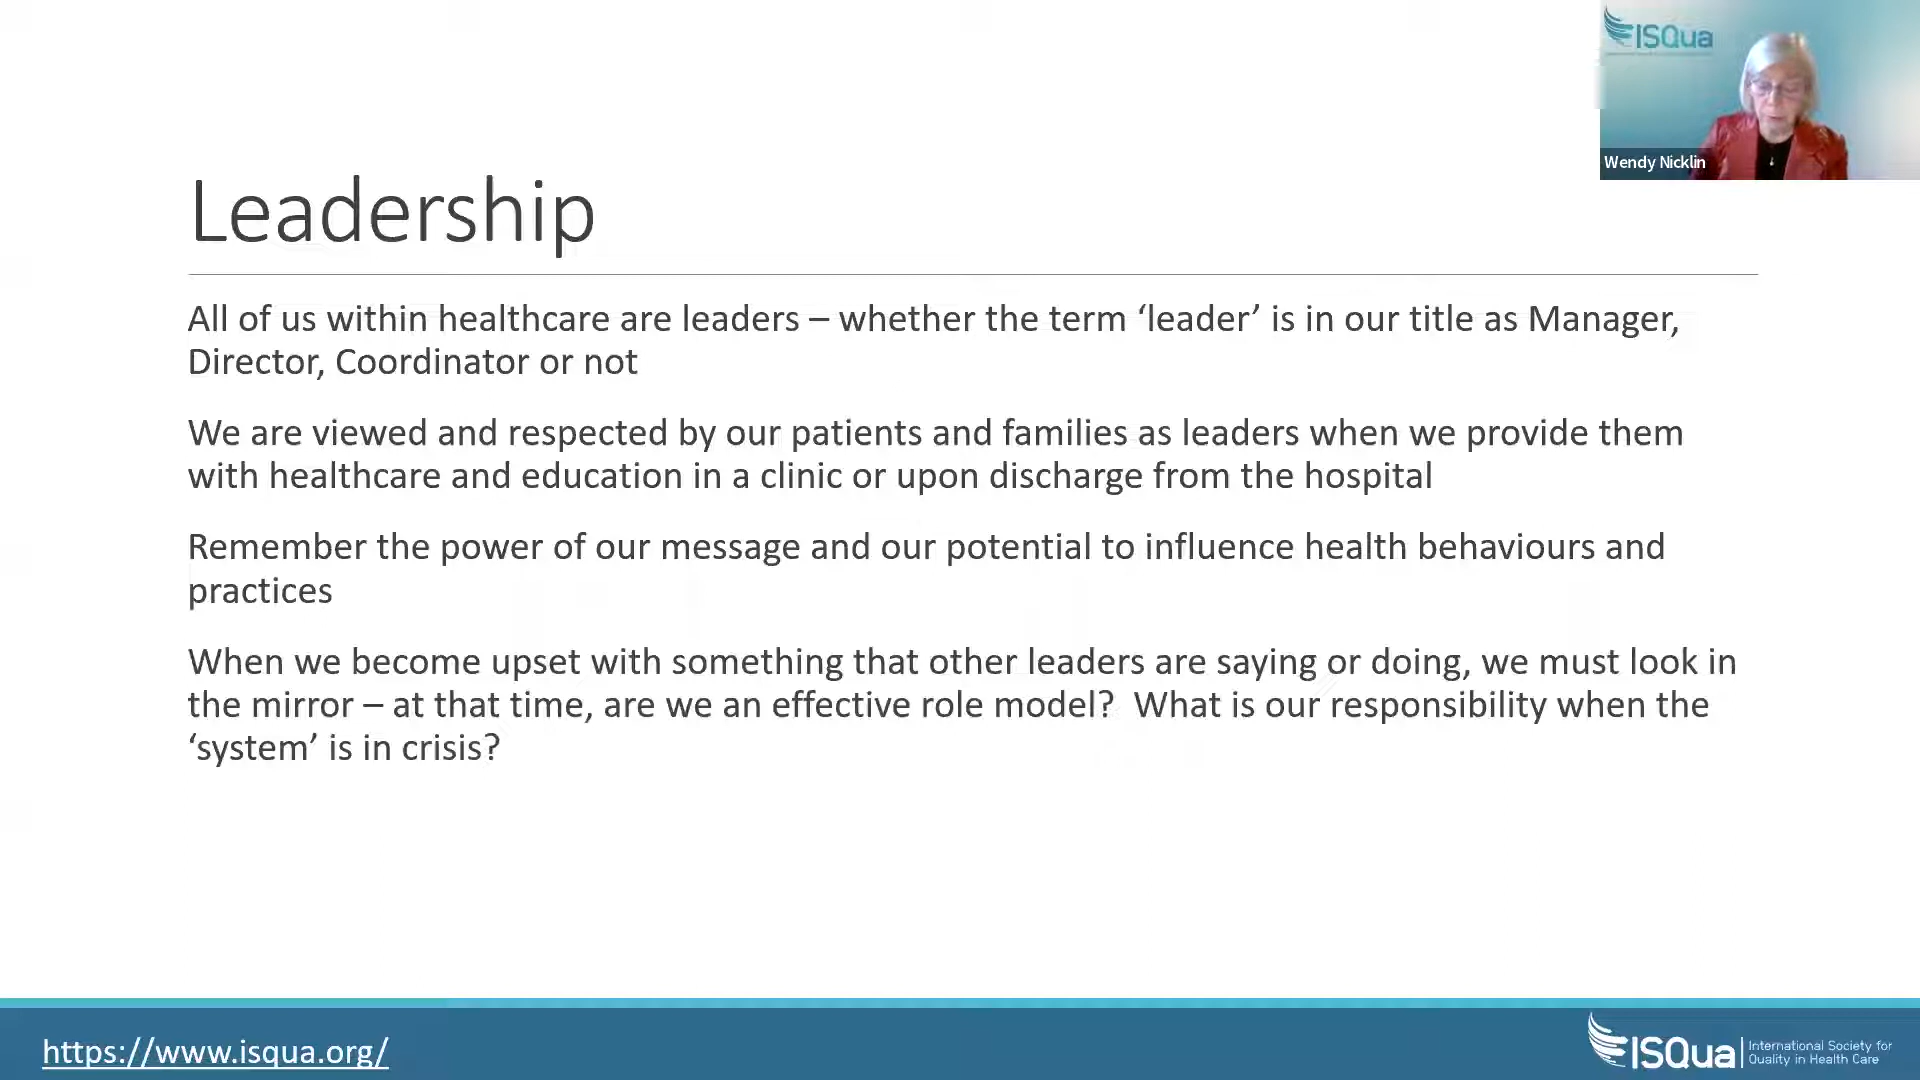 ISQua
Wendy Nicklin
Leadership
All of us within healthcare are leaders – whether the term ‘leader’ is in our title as Manager,
Director, Coordinator or not
We are viewed and respected by our patients and families as leaders when we provide them
with healthcare and education in a clinic or upon discharge from the hospital
Remember the power of our message and our potential to influence health behaviours and
practices
When we become upset with something that other leaders are saying or doing, we must look in
the mirror – at that time, are we an effective role model?  What is our responsibility when the
‘system’ is in crisis?
https://www.isqua.org/
ISQua
International Society for
Quality in Health Care